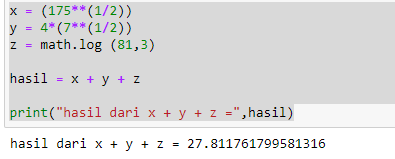 x = (175**(1/2))
y = 4*(7**(1/2))
z = math.log (81,3)
hasil = x + y + z
print("hasil dari x + y + z =",hasil)
hasil dari x + y + z = 27.811761799581316